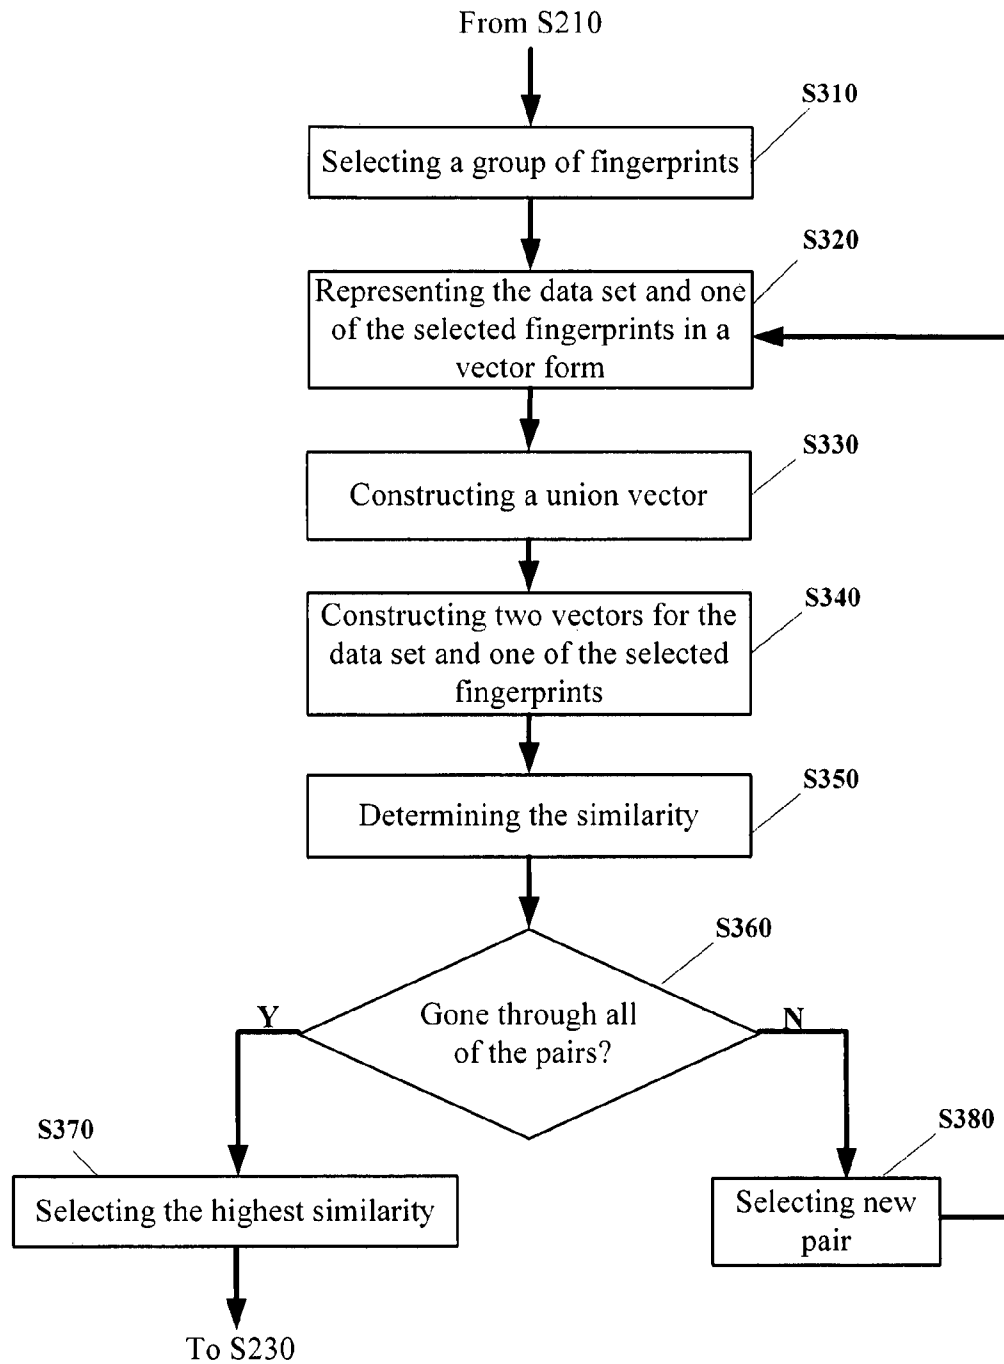 From S210
S310
Selecting a group of fingerprints
S320
Representing the data set and one
of the selected fingerprints in a
vector form
S330
Constructing a union vector
S340
Constructing two vectors for the
data set and one of the selected
fingerprints
S350
Determining the similarity
S360
Gone through all
of the pairs?
Y
N
S370
Selecting the highest similarity
S380
Selecting new
pair
To S230